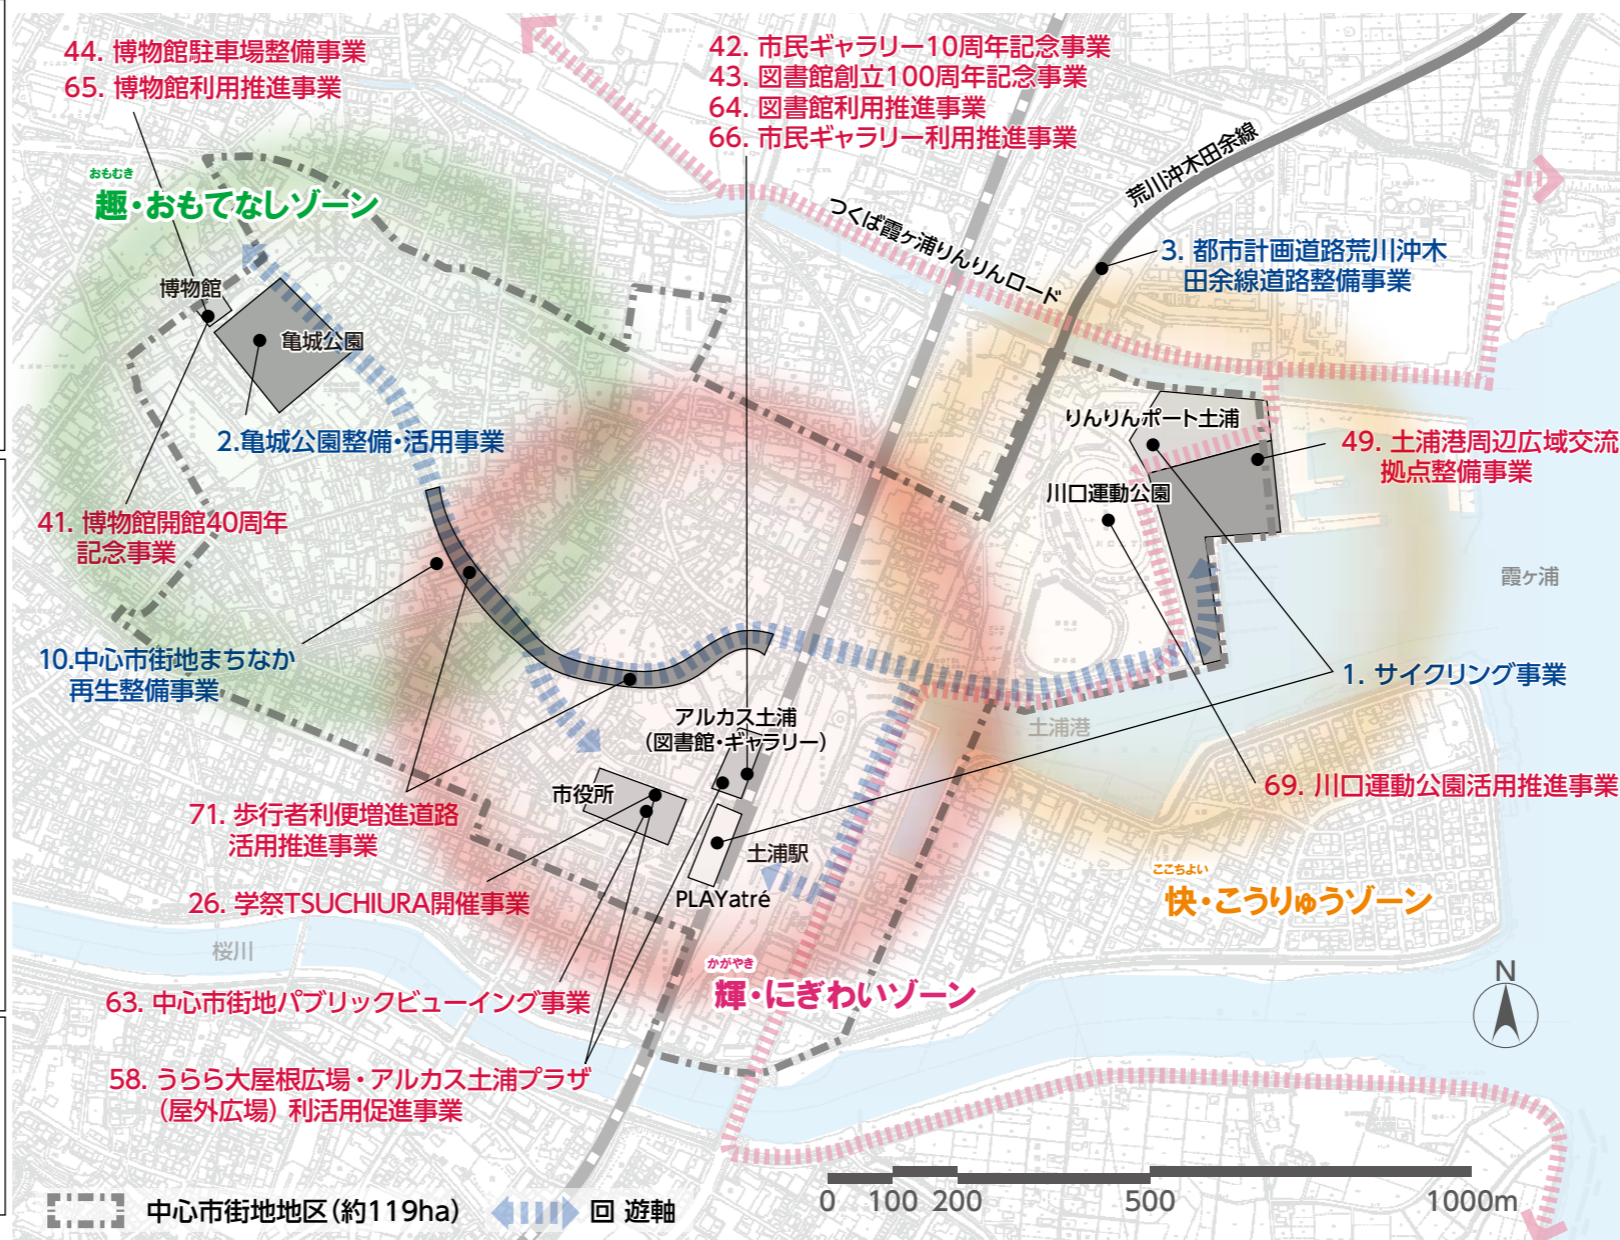 44. 博物館駐車場整備事業
65. 博物館利用推進事業
42. 市民ギャラリー10周年記念事業
43. 図書館創立100周年記念事業
64. 図書館利用推進事業
66. 市民ギャラリー利用推進事業
荒川沖木田余線
おもむき
趣・おもてなしゾーン
つくば霞ヶ浦りんりんロード
3. 都市計画道路荒川沖木
田余線道路整備事業
博物館
亀城公園
りんりんポート土浦
2.亀城公園整備・活用事業
49. 土浦港周辺広域交流
拠点整備事業
川口運動公園
41. 博物館開館40周年
記念事業
霞ヶ浦
10.中心市街地まちなか
再生整備事業
1. サイクリング事業
アルカス土浦
(図書館・ギャラリー)
土浦港
市役所
69. 川口運動公園活用推進事業
71. 歩行者利便増進道路
活用推進事業
土浦駅
PLAYatré
26. 学祭TSUCHIURA開催事業
ここちよい
快・こうりゅうゾーン
桜川
かがやき
輝・にぎわいゾーン
63. 中心市街地パブリックビューイング事業
N
58. うらら大屋根広場・アルカス土浦プラザ
(屋外広場) 利活用促進事業
中心市街地地区(約119ha)
回 遊軸
0 100 200 500 1000m